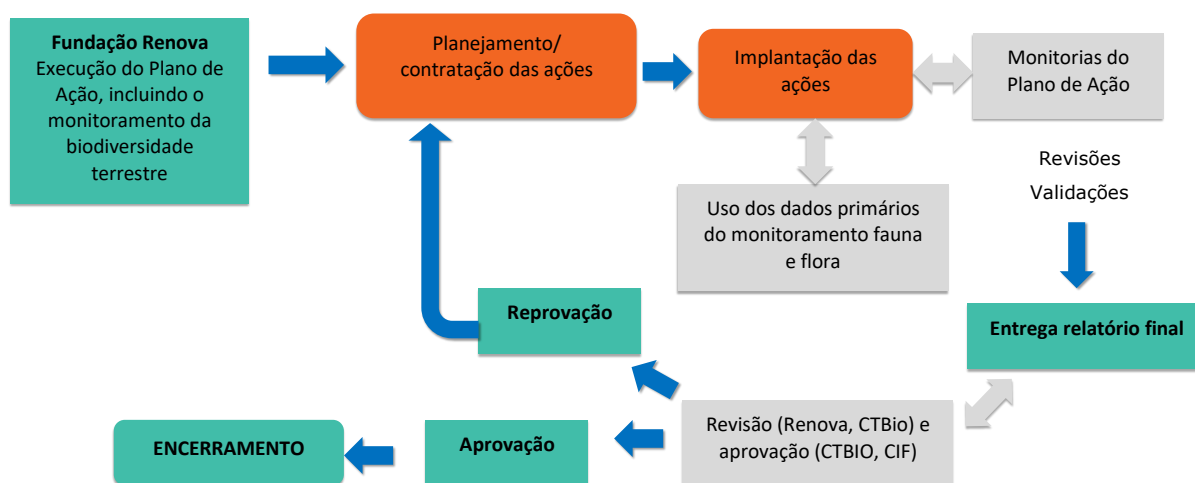 Fundação Renova
Execução do Plano de
Ação, incluindo o
monitoramento da
biodiversidade
terrestre
Planejamento/
contratação das ações
Implantação das
ações
Monitorias do
Plano de Ação
Revisões
Validações
Uso dos dados primários
do monitoramento fauna
e flora
Reprovação
Entrega relatório final
Revisão (Renova, CTBio) e
aprovação (CTBIO, CIF)
Aprovação
ENCERRAMENTO